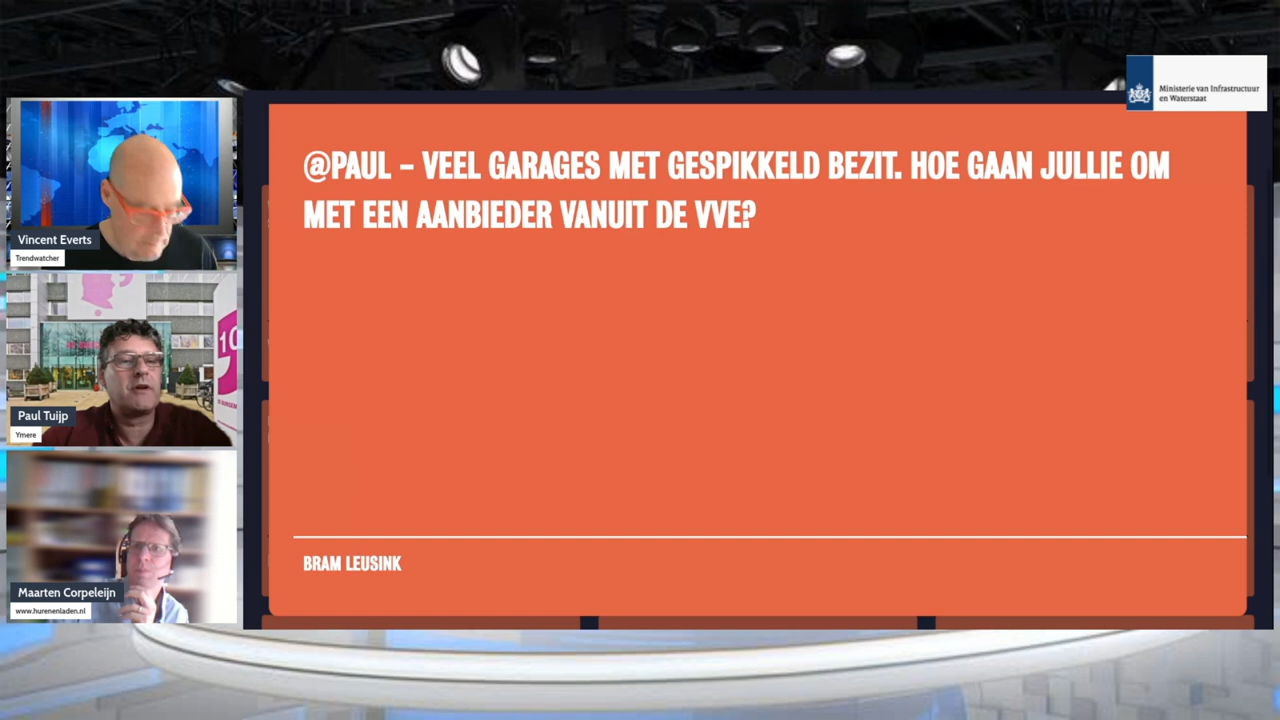 Ministerie van Infrastructuur
en Waterstaat
@PAUL – VEEL GARAGES MET GESPIKKELD BEZIT. HOE GAAN JULLIE OM
MET EEN AANBIEDER VANUIT DE VVE?
BRAM LEUSINK
Vincent Everts
Trendwatcher
10
Paul Tuijp
Ymere
Maarten Corpeleijn
www.hurenenladen.nl